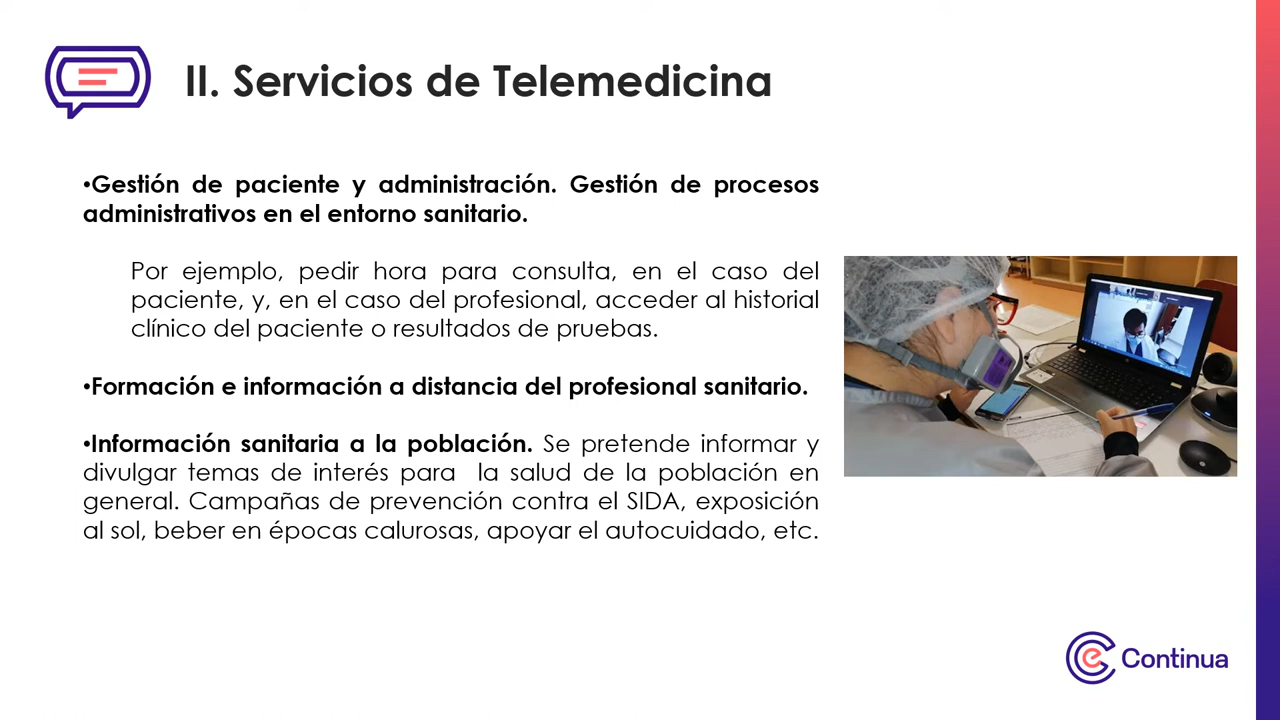 II. Servicios de Telemedicina
•Gestión de paciente y administración. Gestión de procesos
administrativos en el entorno sanitario.
Por ejemplo, pedir hora para consulta, en el caso del
paciente, y, en el caso del profesional, acceder al historial
clínico del paciente o resultados de pruebas.
•Formación e información a distancia del profesional sanitario.
•Información sanitaria a la población. Se pretende informar y
divulgar temas de interés para  la salud de la población en
general. Campañas de prevención contra el SIDA, exposición
al sol, beber en épocas calurosas, apoyar el autocuidado, etc.
Continua